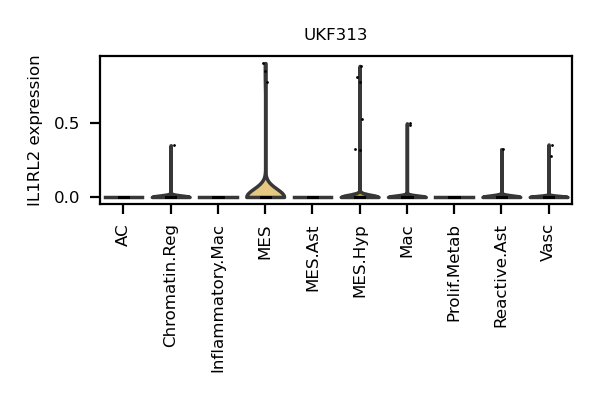 UKF313
IL1RL2 expression
0.5
0.0
AC
Chromatin.Reg
Inflammatory.Mac
MES
MES.Ast
MES.Hyp
Mac
Prolif.Metab
Reactive.Ast
Vasc